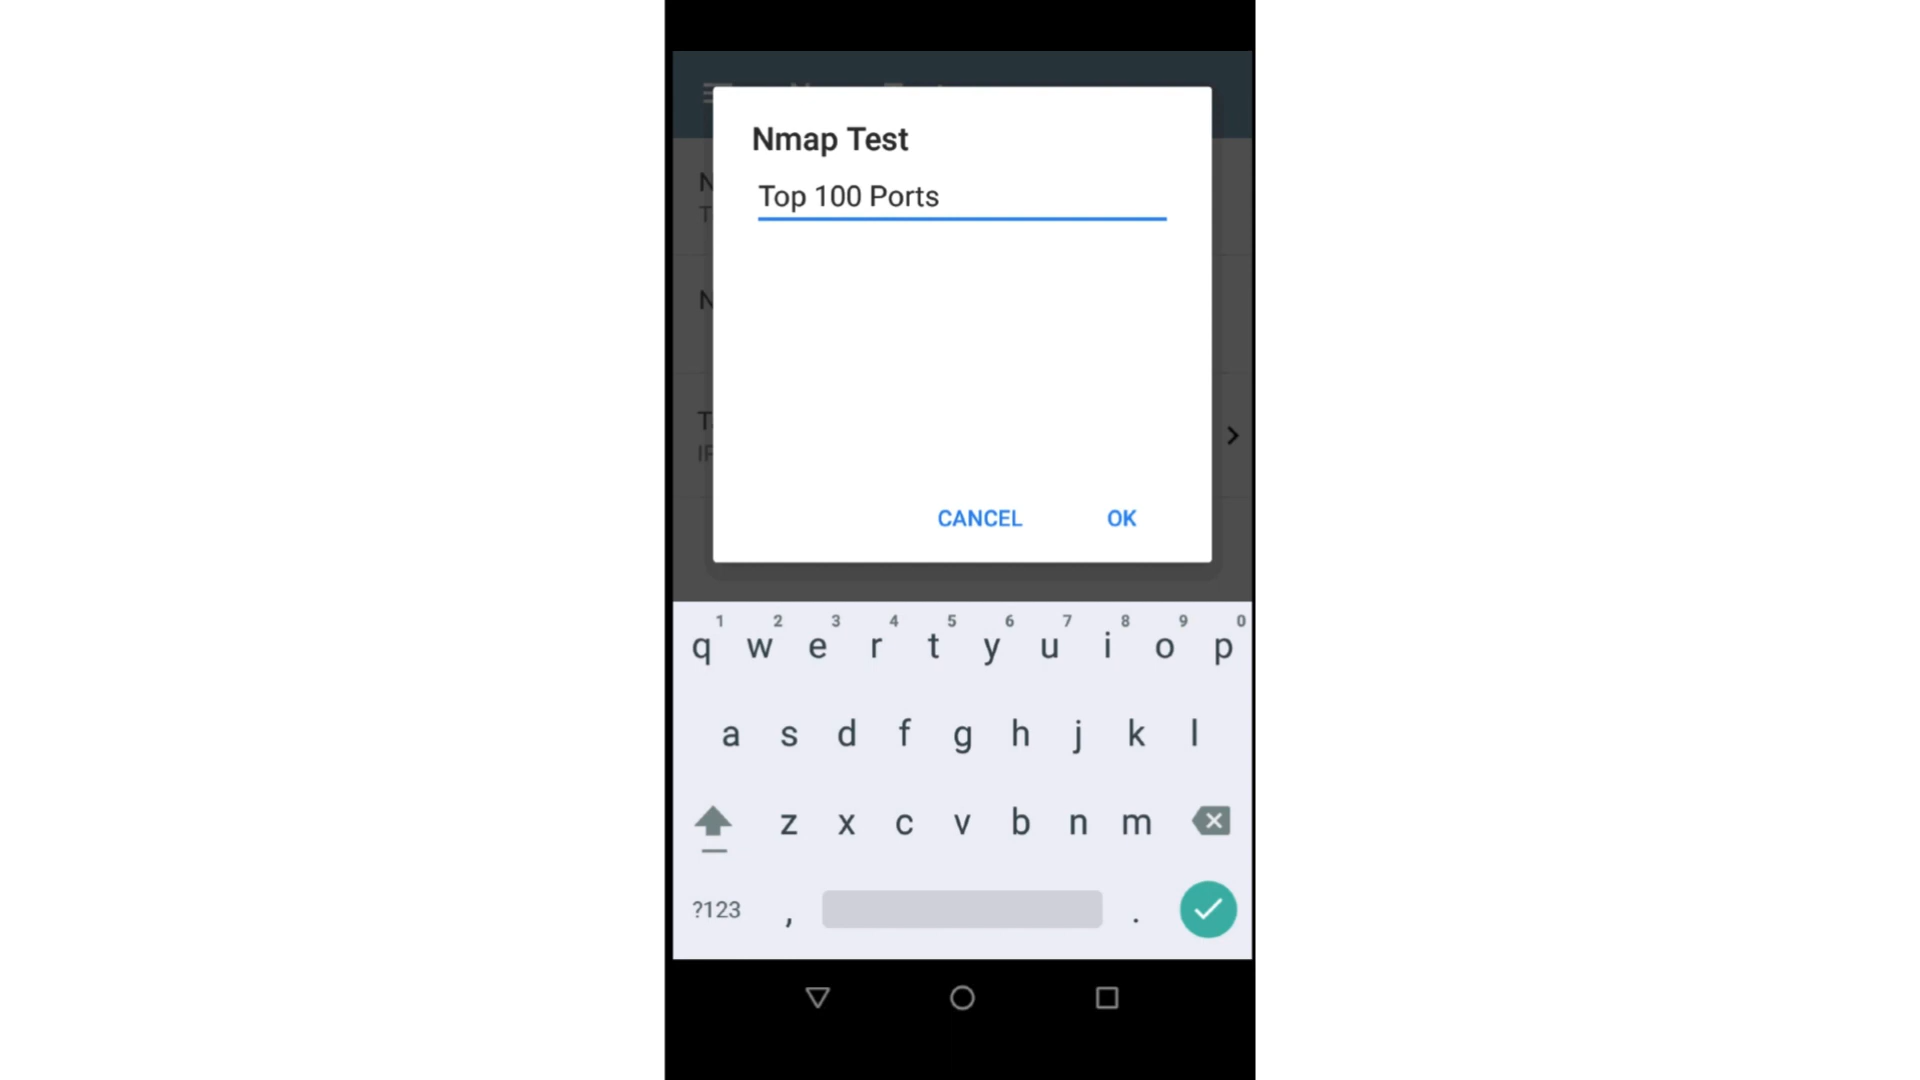 Nmap Test
Top 100 Ports
CANCEL OK
1 2 3 4 5 6 7 8 9 0
q w e r t y u i o p
a s d f g h j k l
z x c v b n m
?123 , .